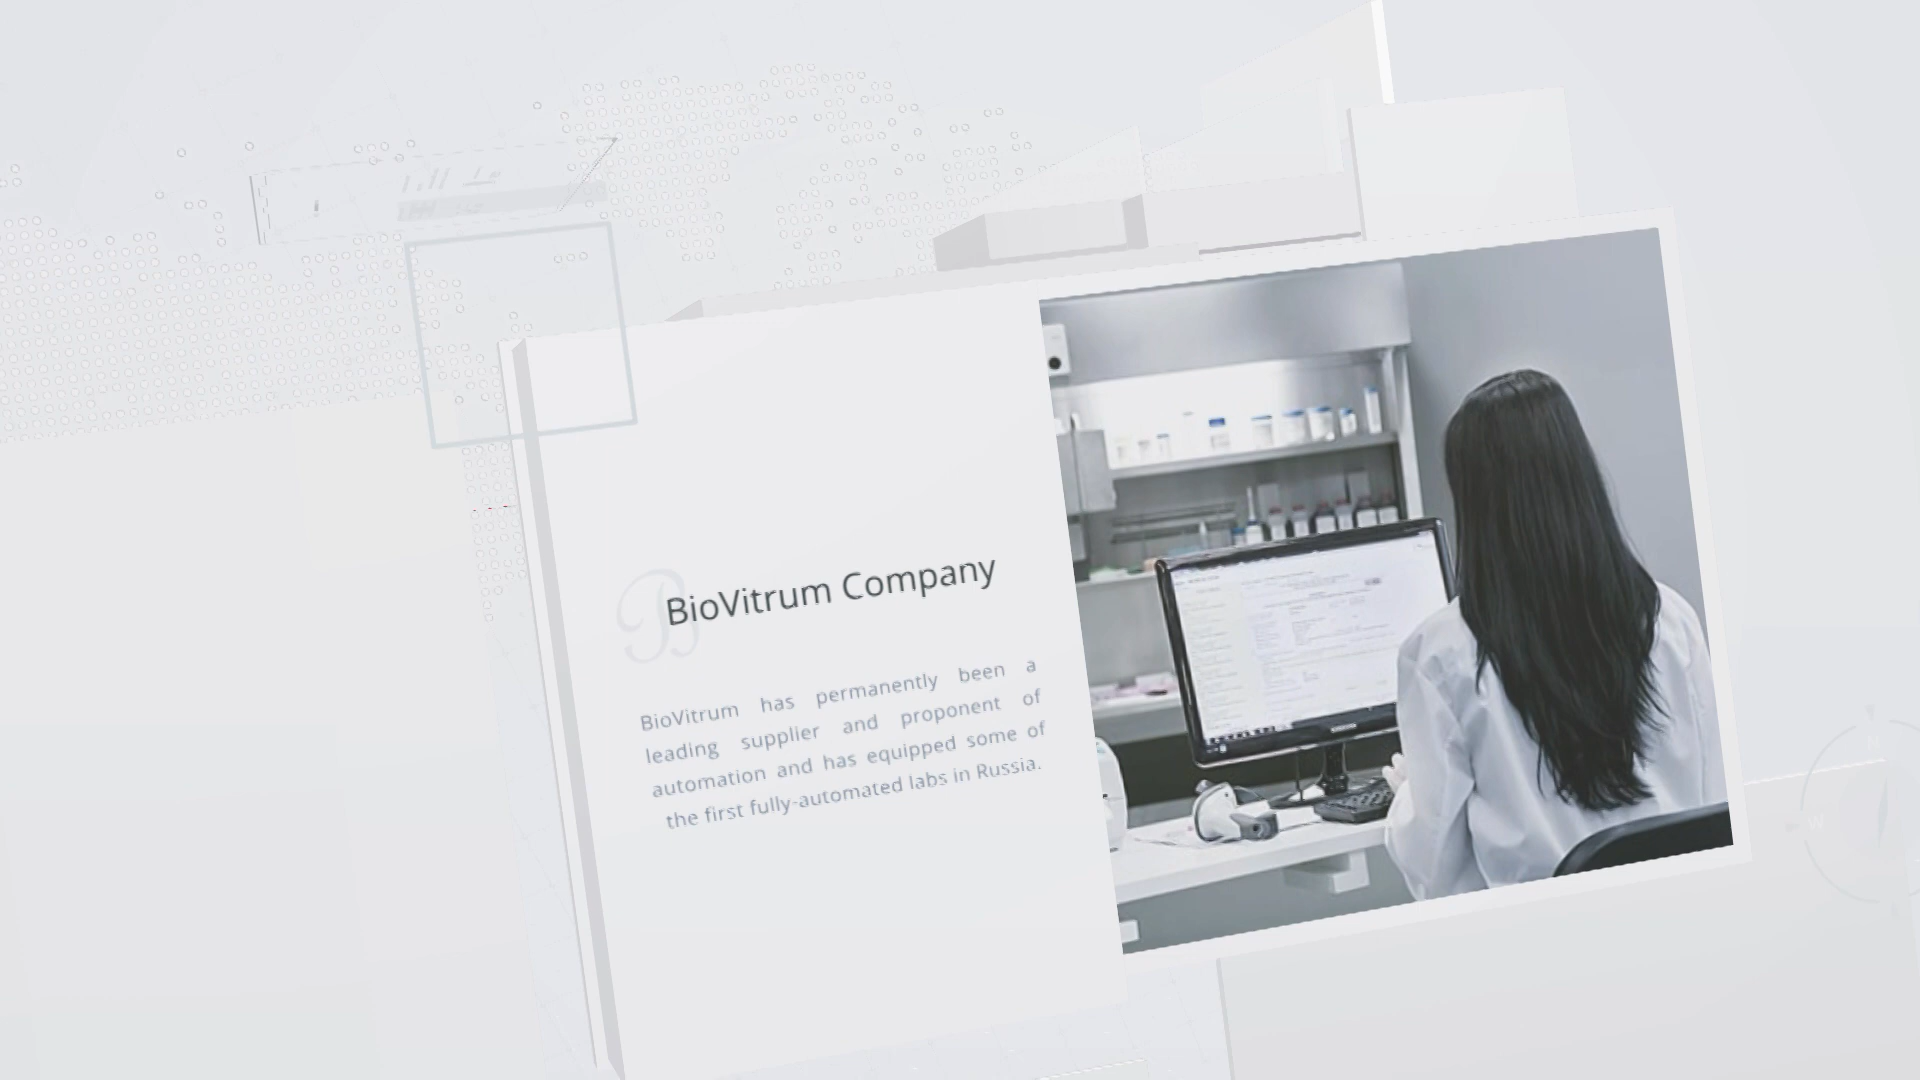 BioVitrum Company
BioVitrum has permanently been a
leading supplier and proponent of
automation and has equipped some of
the first fully-automated labs in Russia.